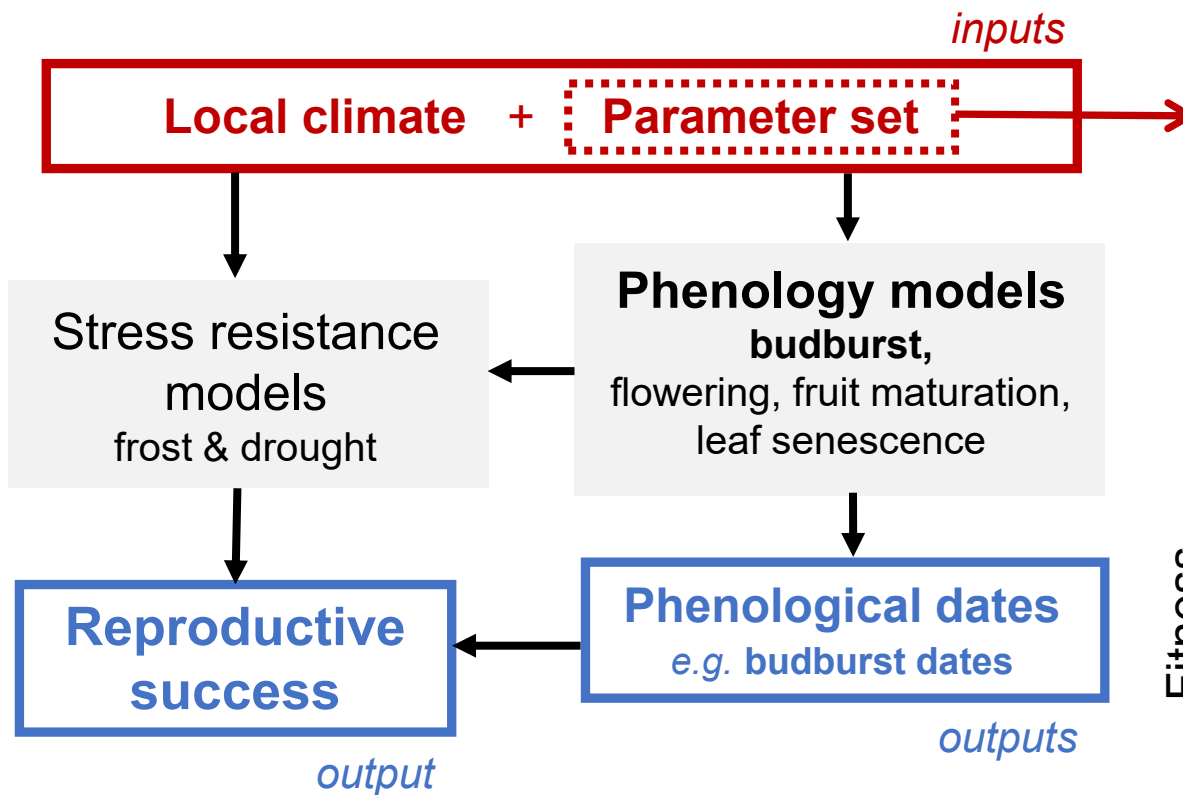 inputs
Local climate + Parameter set
Stress resistance
models
frost & drought
Phenology models
budburst,
flowering, fruit maturation,
leaf senescence
Reproductive
success
output
Phenological dates
e.g. budburst dates
outputs
Fitness